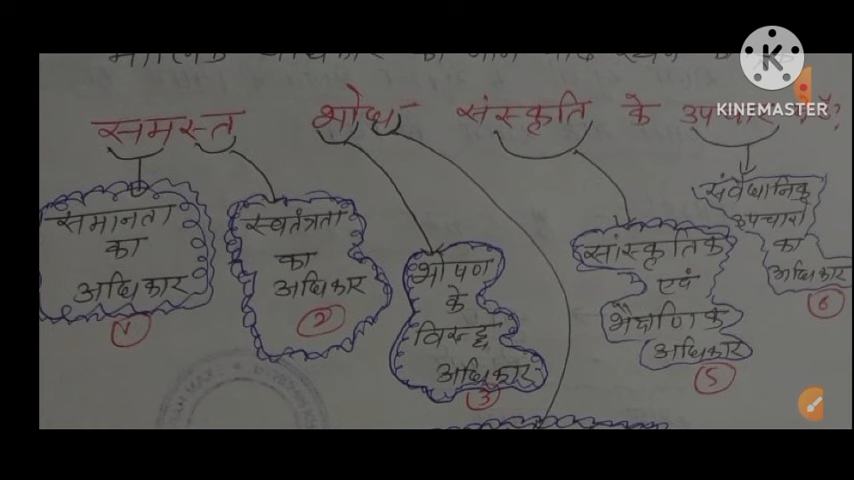 KINEMASTER
समस्त शोध संस्कृति के उपचार
समानता
का
अधिकार
1
स्वतंत्रता
का
अधिकार
2
शोषण
के
विरुद्ध
अधिकार
3
सांस्कृतिक
एवं
शैक्षणिक
अधिकार
5
संवैधानिक
उपचारों
का
अधिकार
6